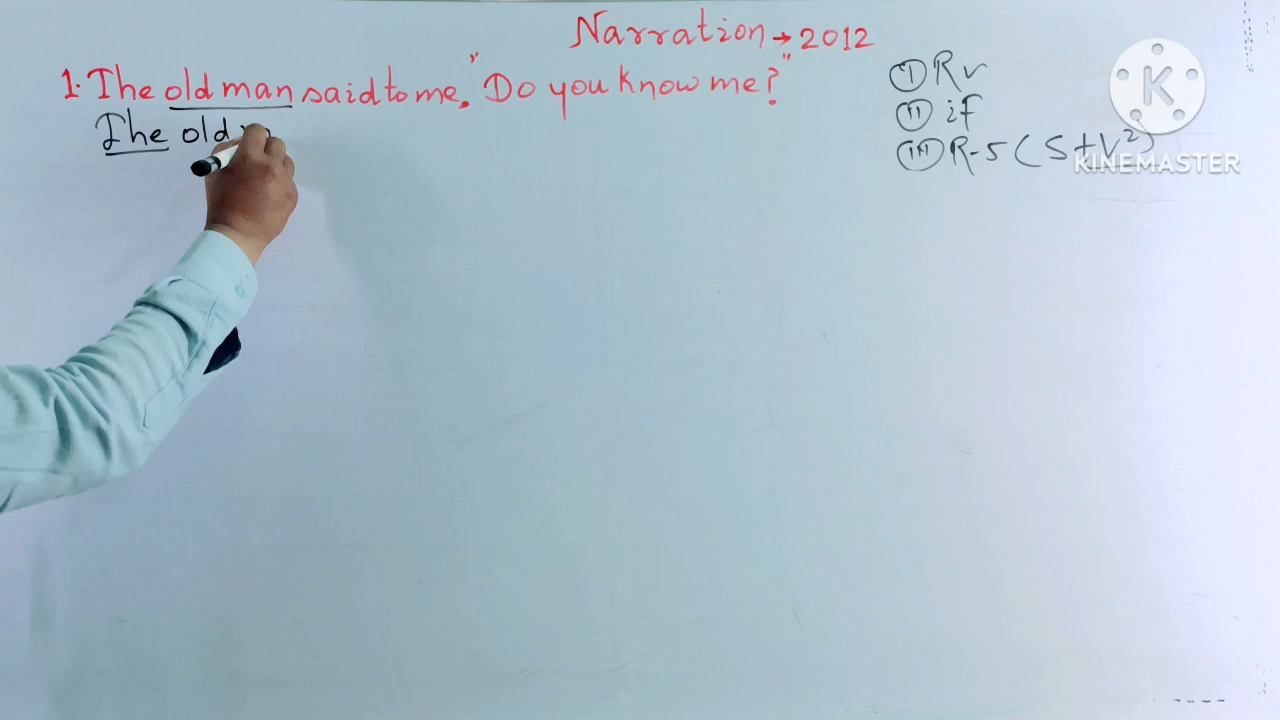 Narration → 2012
1. The old man said to me, "Do you know me?"
The old
(I) Rv
(II) if
(III) R-5 (S+V²)
K
KINEMASTER